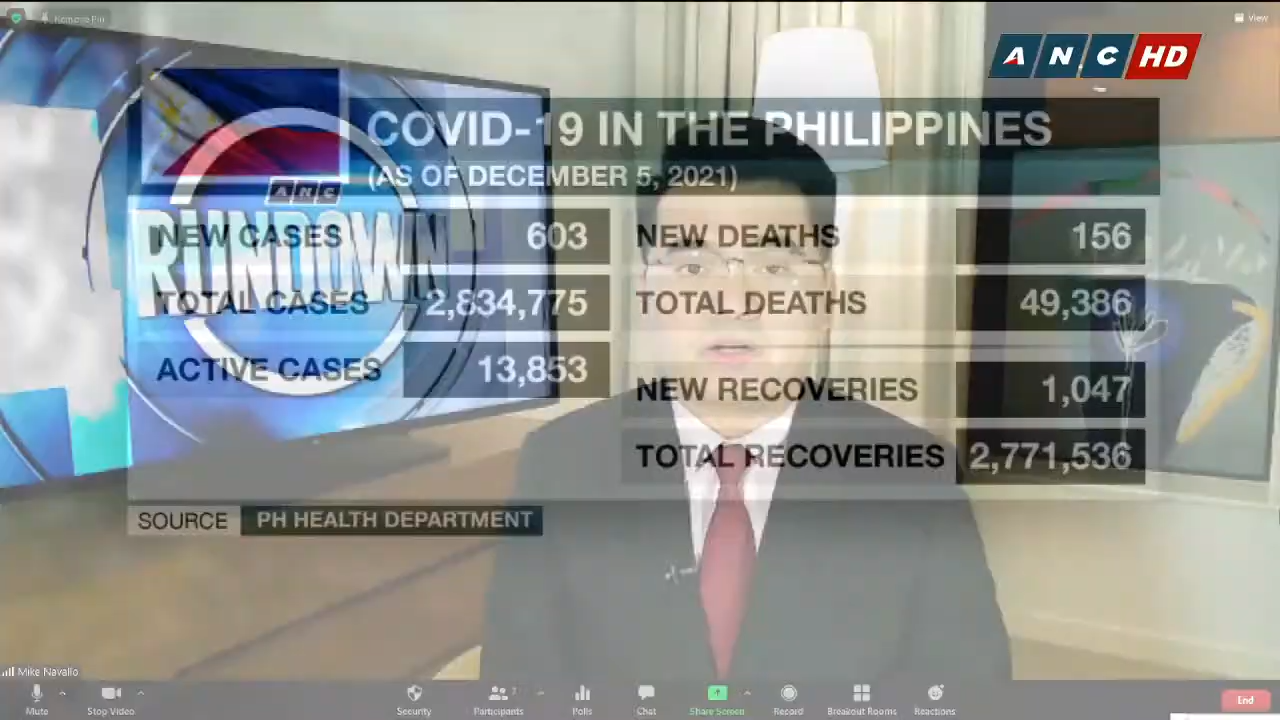 Remove Pin
View
ANC HD
COVID-19 IN THE PHILIPPINES
(AS OF DECEMBER 5, 2021)
ANC
RUNDOWN
NEW CASES 603
TOTAL CASES 2,834,775
ACTIVE CASES 13,853
NEW DEATHS 156
TOTAL DEATHS 49,386
NEW RECOVERIES 1,047
TOTAL RECOVERIES 2,771,536
SOURCE PH HEALTH DEPARTMENT
Mike Navallo
Mute
Stop Video
Security
Participants
Polls
Chat
Share Screen
Record
Breakout Rooms
Reactions
End